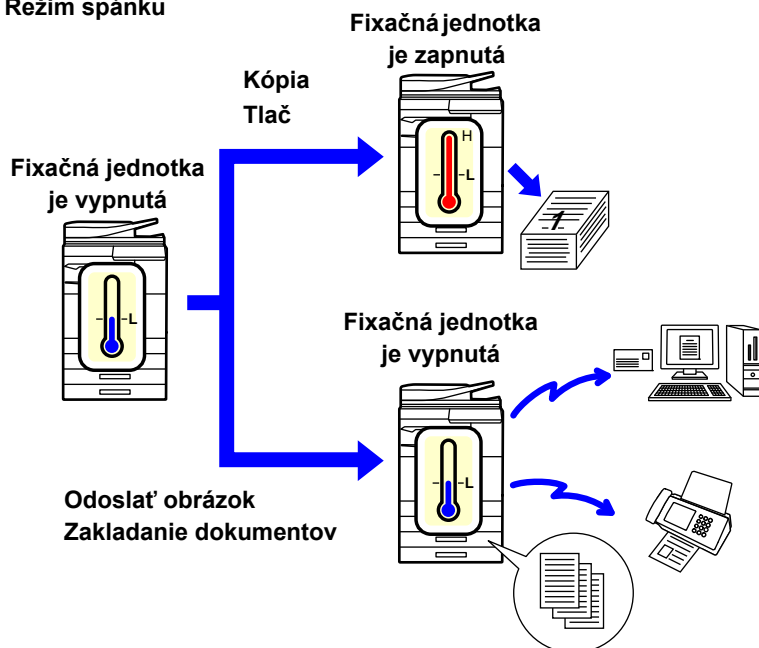 Režim spánku
Fixačná jednotka
je zapnutá
Kópia
Tlač
H
L
1
Fixačná jednotka
je vypnutá
L
Fixačná jednotka
je vypnutá
L
Odoslať obrázok
Zakladanie dokumentov